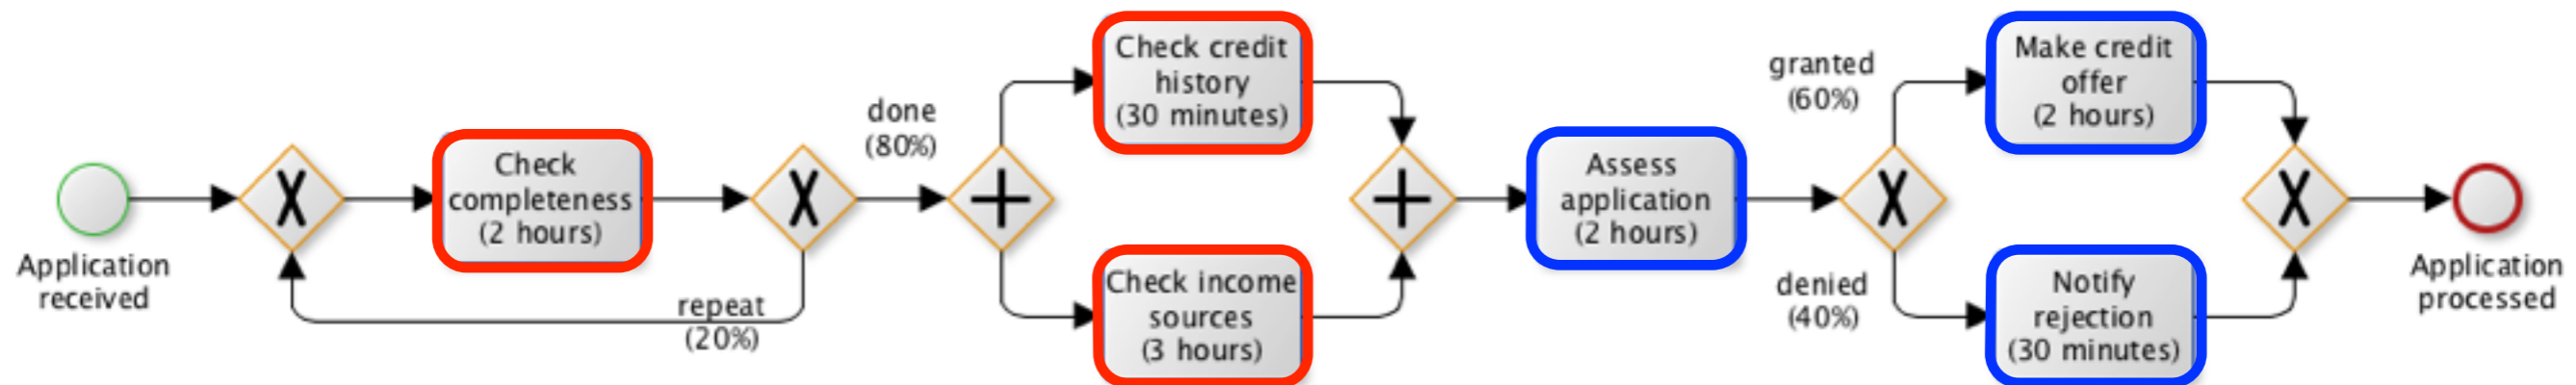 Application
received
Check
completeness
(2 hours)
repeat
(20%)
done
(80%)
Check credit
history
(30 minutes)
Check income
sources
(3 hours)
Assess
application
(2 hours)
granted
(60%)
denied
(40%)
Make credit
offer
(2 hours)
Notify
rejection
(30 minutes)
Application
processed